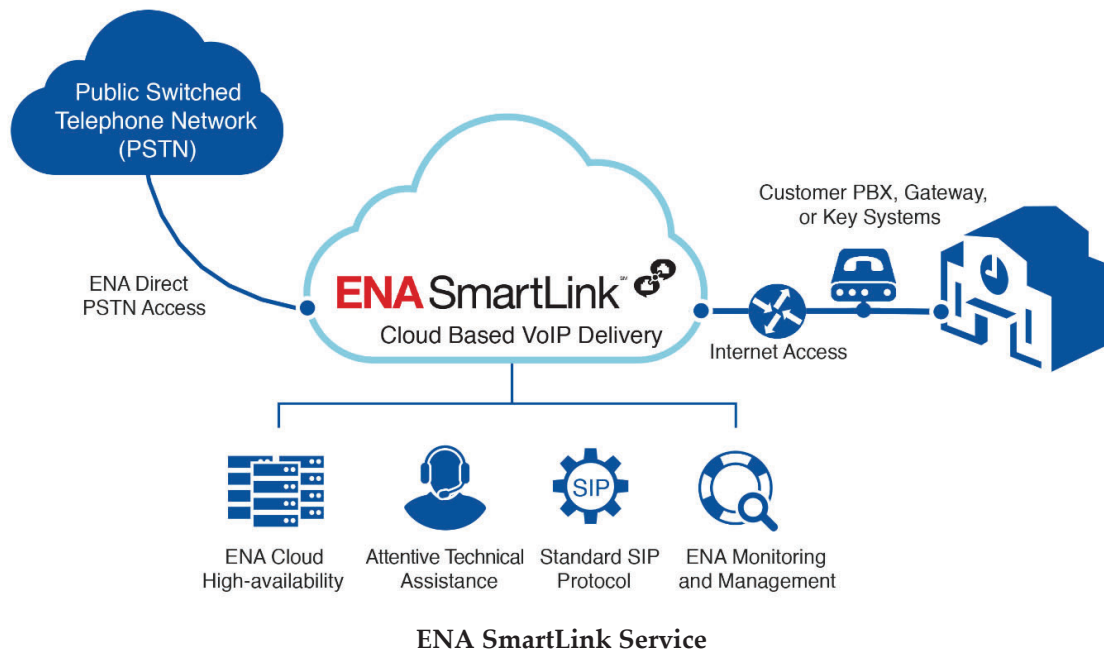 Public Switched
Telephone Network
(PSTN)
ENA Direct
PSTN Access
ENA SmartLink℠
Cloud Based VoIP Delivery
Customer PBX, Gateway,
or Key Systems
Internet Access
SIP
ENA Cloud
High-availability
Attentive Technical
Assistance
Standard SIP
Protocol
ENA Monitoring
and Management
ENA SmartLink Service